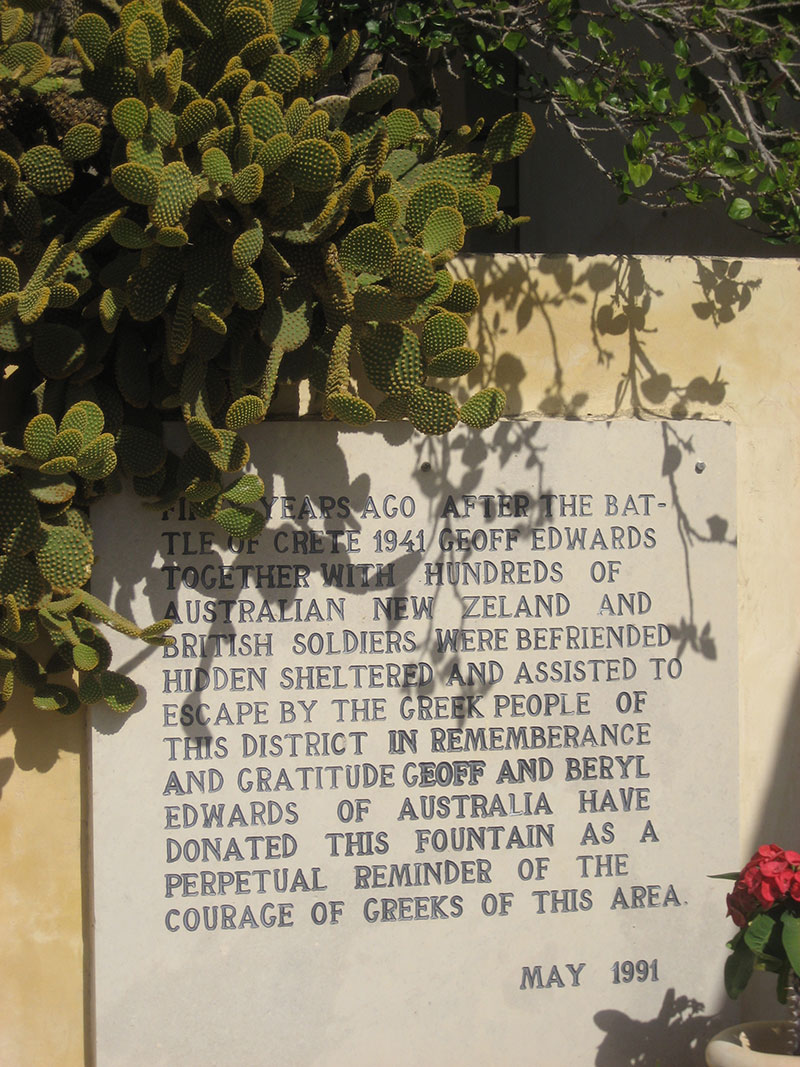 YEARS AGO AFTER THE BAT-
TLE OF CRETE 1941 GEOFF EDWARDS
TOGETHER WITH HUNDREDS OF
AUSTRALIAN NEW ZELAND AND
BRITISH SOLDIERS WERE BEFRIENDED
HIDDEN SHELTERED AND ASSISTED TO
ESCAPE BY THE GREEK PEOPLE OF
THIS DISTRICT IN REMEMBERANCE
AND GRATITUDE GEOFF AND BERYL
EDWARDS OF AUSTRALIA HAVE
DONATED THIS FOUNTAIN AS A
PERPETUAL REMINDER OF THE
COURAGE OF GREEKS OF THIS AREA.
MAY 1991